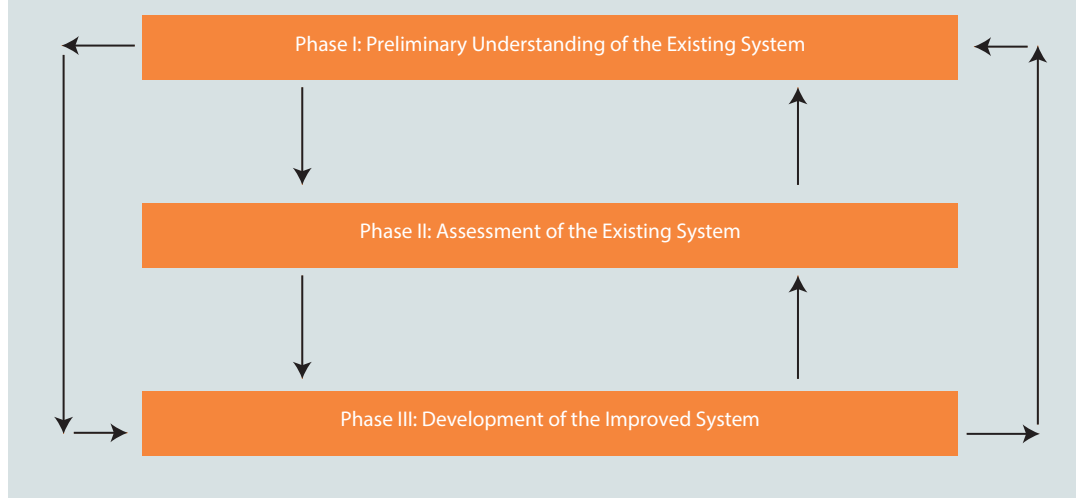 Phase I: Preliminary Understanding of the Existing System
Phase II: Assessment of the Existing System
Phase III: Development of the Improved System